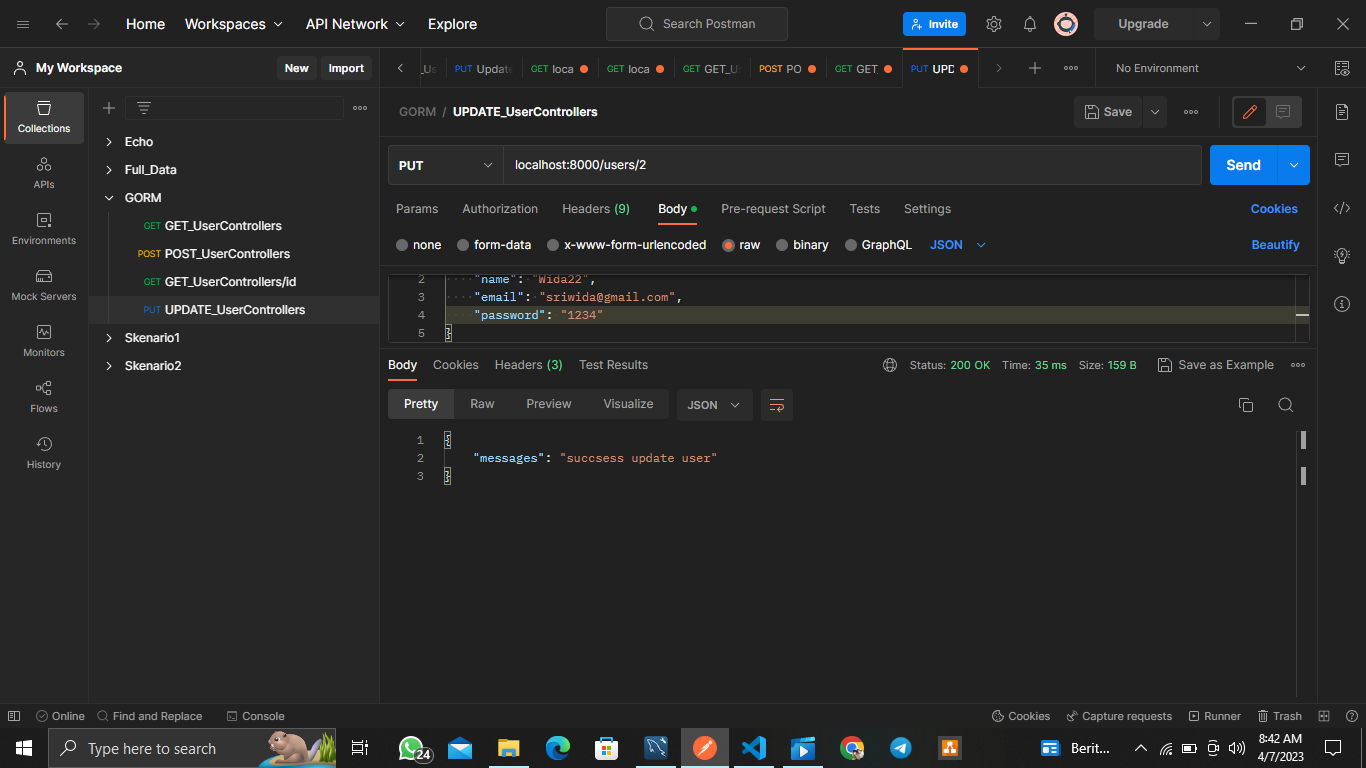 Home Workspaces API Network Explore Search Postman Invite Upgrade
My Workspace New Import
_Us PUT Update GET loca GET loca GET GET_U POST PO GET GET_ PUT UPD No Environment
Collections
APIs
Environments
Mock Servers
Monitors
Flows
History
Echo
Full_Data
GORM
GET GET_UserControllers
POST POST_UserControllers
GET GET_UserControllers/id
PUT UPDATE_UserControllers
Skenario1
Skenario2
GORM / UPDATE_UserControllers Save
PUT localhost:8000/users/2 Send
Params Authorization Headers (9) Body Pre-request Script Tests Settings Cookies
none form-data x-www-form-urlencoded raw binary GraphQL JSON Beautify
2 "name": "Wida22",
3 "email": "sriwida@gmail.com",
4 "password": "1234"
5 }
Body Cookies Headers (3) Test Results Status: 200 OK Time: 35 ms Size: 159 B Save as Example
Pretty Raw Preview Visualize JSON
1 {
2 "messages": "succsess update user"
3 }
Online Find and Replace Console Cookies Capture requests Runner Trash
Type here to search 24 Berit... 8:42 AM
4/7/2023